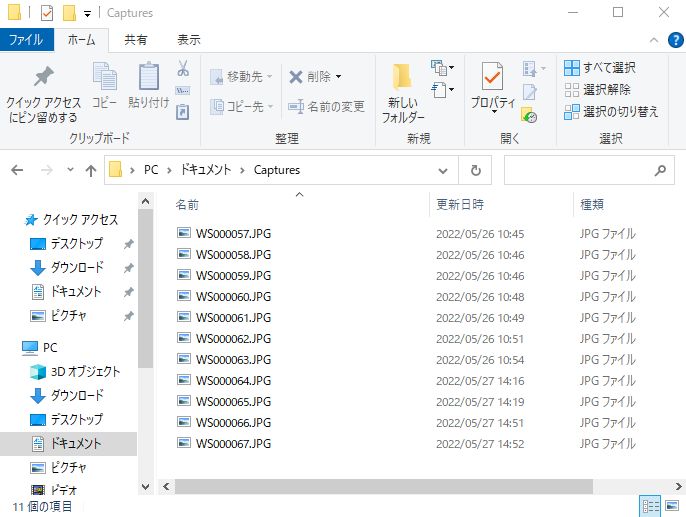 Captures
ファイル ホーム 共有 表示
クイック アクセス
にピン留めする
コピー
貼り付け
移動先
コピー先
削除
名前の変更
新しい
フォルダー
プロパティ
すべて選択
選択解除
選択の切り替え
クリップボード 整理 新規 開く 選択
PC ドキュメント Captures
クイック アクセス
デスクトップ
ダウンロード
ドキュメント
ピクチャ
PC
3D オブジェクト
ダウンロード
デスクトップ
ドキュメント
ピクチャ
ビデオ
名前 更新日時 種類
WS000057.JPG 2022/05/26 10:45 JPG ファイル
WS000058.JPG 2022/05/26 10:46 JPG ファイル
WS000059.JPG 2022/05/26 10:46 JPG ファイル
WS000060.JPG 2022/05/26 10:48 JPG ファイル
WS000061.JPG 2022/05/26 10:49 JPG ファイル
WS000062.JPG 2022/05/26 10:51 JPG ファイル
WS000063.JPG 2022/05/26 10:54 JPG ファイル
WS000064.JPG 2022/05/27 14:16 JPG ファイル
WS000065.JPG 2022/05/27 14:19 JPG ファイル
WS000066.JPG 2022/05/27 14:51 JPG ファイル
WS000067.JPG 2022/05/27 14:52 JPG ファイル
11 個の項目